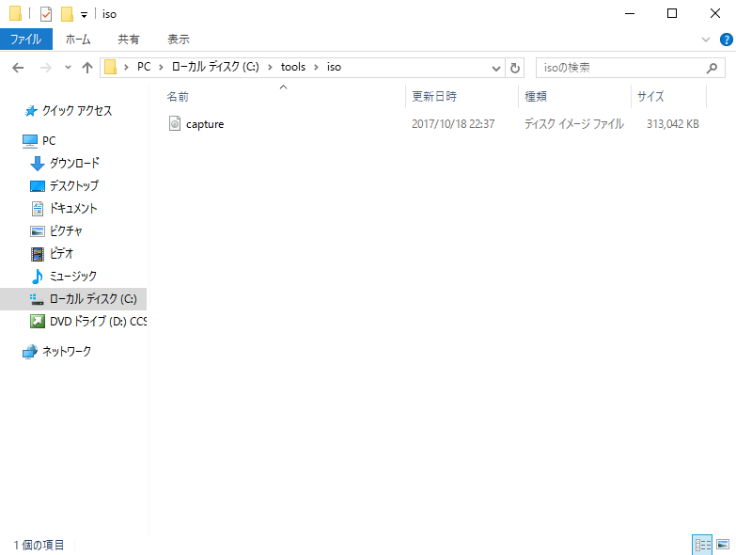 iso
ファイル ホーム 共有 表示
PC ローカル ディスク (C:) tools iso isoの検索
名前 更新日時 種類 サイズ
クイック アクセス
capture 2017/10/18 22:37 ディスク イメージ ファイル 313,042 KB
PC
ダウンロード
デスクトップ
ドキュメント
ピクチャ
ビデオ
ミュージック
ローカル ディスク (C:)
DVD ドライブ (D:) CCS
ネットワーク
1 個の項目